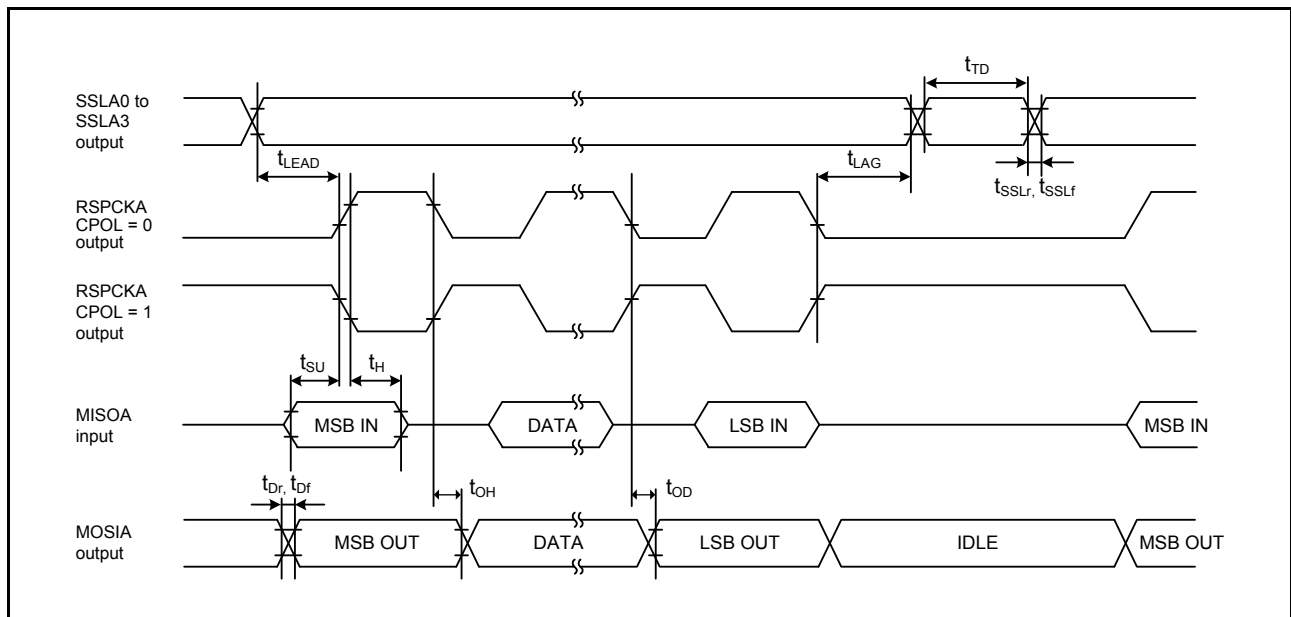 tTD
SSLA0 to
SSLA3
output
tLEAD
tLAG
tSSLr, tSSLf
RSPCKA
CPOL = 0
output
RSPCKA
CPOL = 1
output
tSU
tH
MISOA
input
MSB IN
DATA
LSB IN
MSB IN
tDr, tDf
tOH
tOD
MOSIA
output
MSB OUT
DATA
LSB OUT
IDLE
MSB OUT